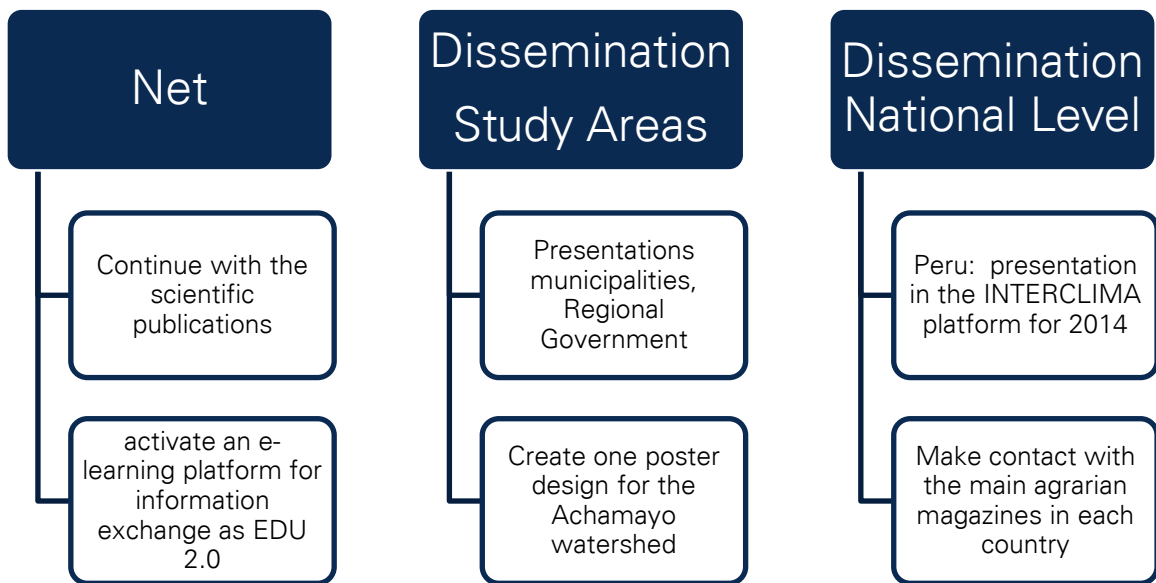 Net
Continue with the
scientific
publications
activate an e-
learning platform for
information
exchange as EDU
2.0
Dissemination
Study Areas
Presentations
municipalities,
Regional
Government
Create one poster
design for the
Achamayo
watershed
Dissemination
National Level
Peru:  presentation
in the INTERCLIMA
platform for 2014
Make contact with
the main agrarian
magazines in each
country